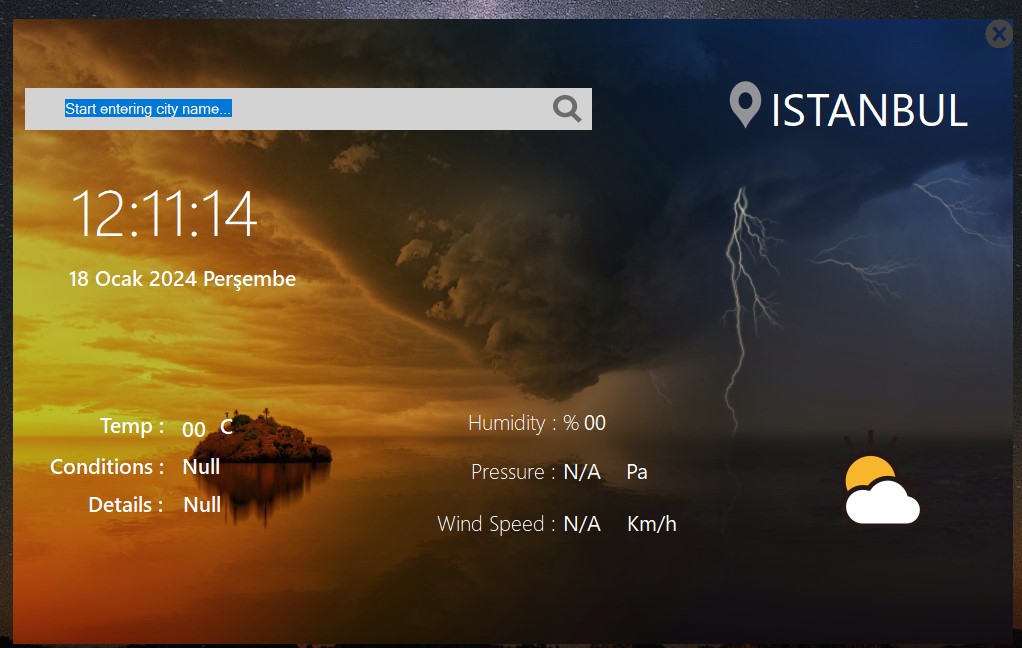 Start entering city name...
ISTANBUL
12:11:14
18 Ocak 2024 Perşembe
Temp : 00 C
Conditions : Null
Details : Null
Humidity : % 00
Pressure : N/A Pa
Wind Speed : N/A Km/h